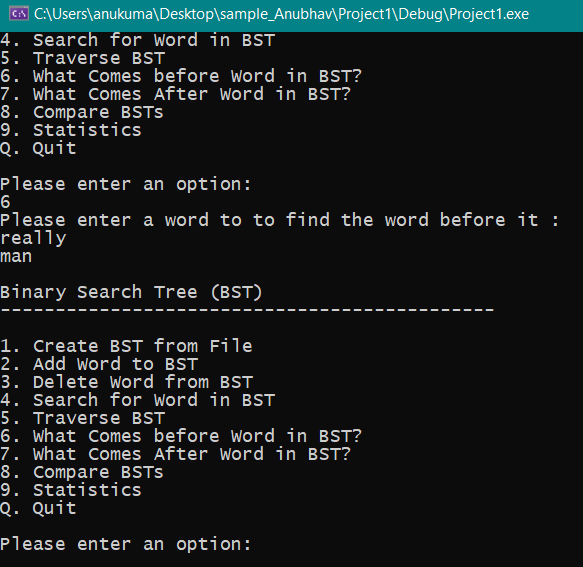 C:\Users\anukuma\Desktop\sample_Anubhav\Project1\Debug\Project1.exe
4. Search for Word in BST
5. Traverse BST
6. What Comes before Word in BST?
7. What Comes After Word in BST?
8. Compare BSTs
9. Statistics
Q. Quit
Please enter an option:
6
Please enter a word to to find the word before it :
really
man
Binary Search Tree (BST)
---------------------------------------------
1. Create BST from File
2. Add Word to BST
3. Delete Word from BST
4. Search for Word in BST
5. Traverse BST
6. What Comes before Word in BST?
7. What Comes After Word in BST?
8. Compare BSTs
9. Statistics
Q. Quit
Please enter an option: